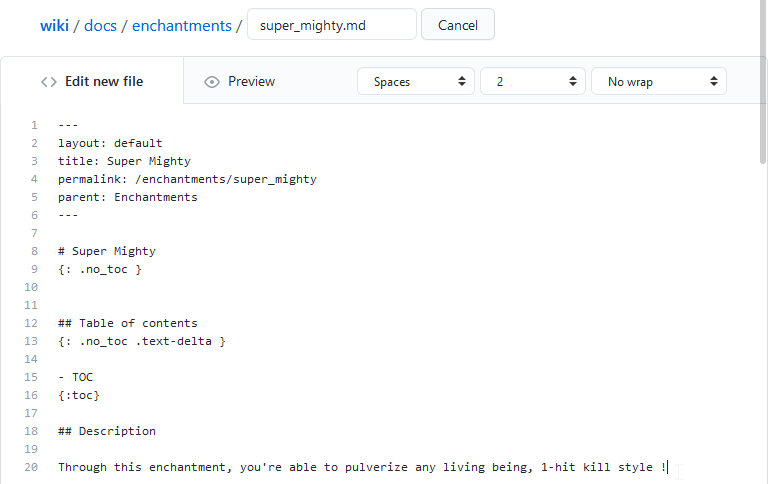 wiki / docs / enchantments / super_mighty.md Cancel
<> Edit new file Preview Spaces 2 No wrap
1 ---
2 layout: default
3 title: Super Mighty
4 permalink: /enchantments/super_mighty
5 parent: Enchantments
6 ---
7
8 # Super Mighty
9 {: .no_toc }
10
11
12 ## Table of contents
13 {: .no_toc .text-delta }
14
15 - TOC
16 {:toc}
17
18 ## Description
19
20 Through this enchantment, you're able to pulverize any living being, 1-hit kill style !